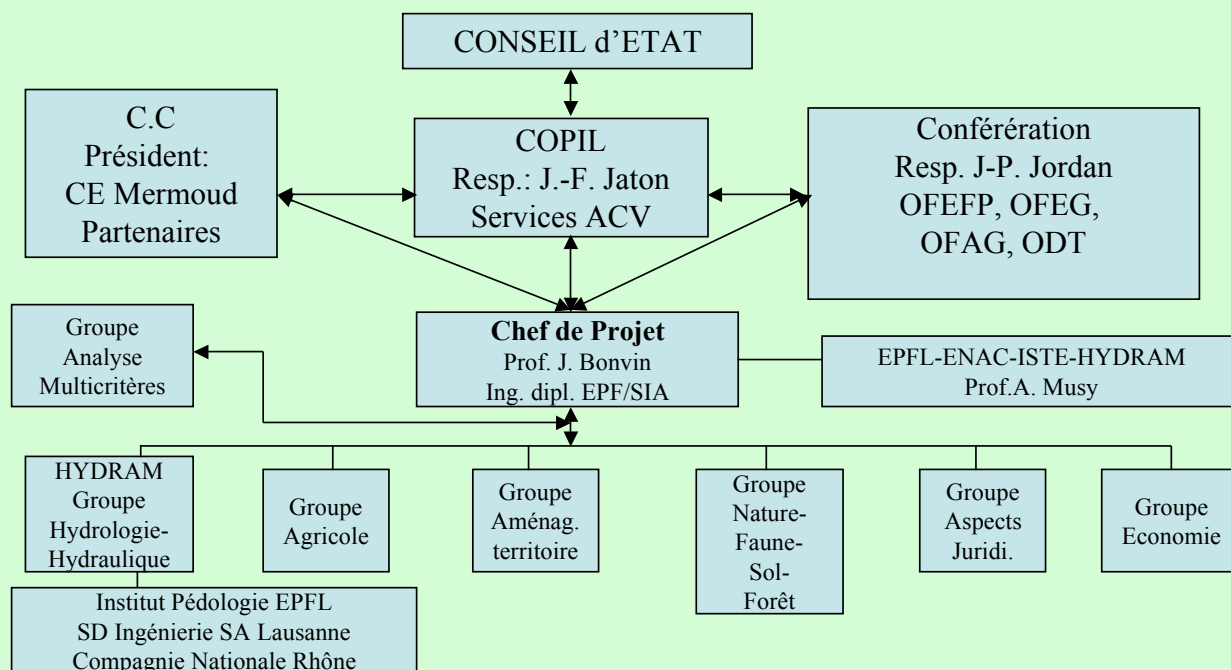 CONSEIL d’ETAT
C.C
Président:
CE Mermoud
Partenaires
COPIL
Resp.: J.-F. Jaton
Services ACV
Conférération
Resp. J-P. Jordan
OFEFP, OFEG,
OFAG, ODT
Groupe
Analyse
Multicritères
Chef de Projet
Prof. J. Bonvin
Ing. dipl. EPF/SIA
EPFL-ENAC-ISTE-HYDRAM
Prof.A. Musy
HYDRAM
Groupe
Hydrologie-
Hydraulique
Groupe
Agricole
Groupe
Aménag.
territoire
Groupe
Nature-
Faune-
Sol-
Forêt
Groupe
Aspects
Juridi.
Groupe
Economie
Institut Pédologie EPFL
SD Ingénierie SA Lausanne
Compagnie Nationale Rhône